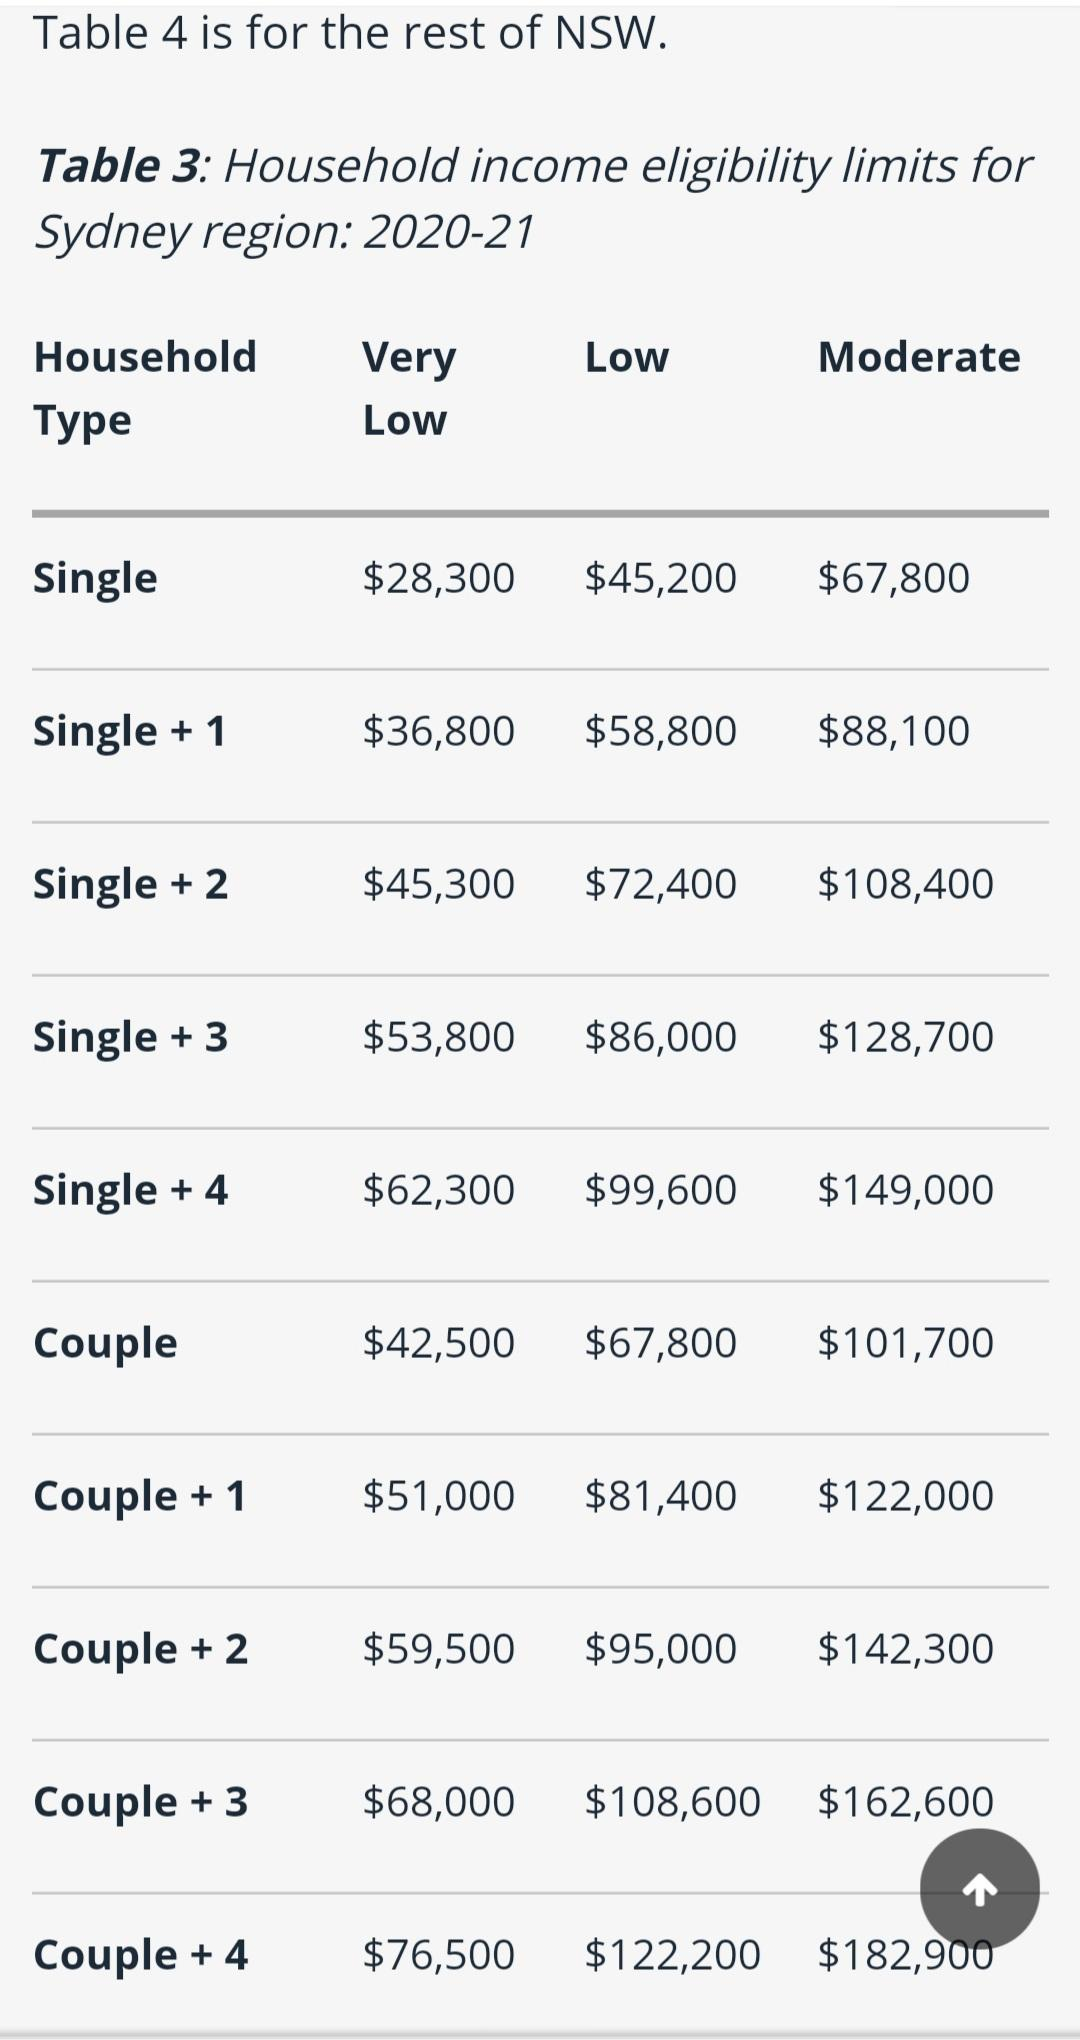 Table 4 is for the rest of NSW.
Table 3: Household income eligibility limits for
Sydney region: 2020-21
Household Type Very Low Low Moderate
Single $28,300 $45,200 $67,800
Single + 1 $36,800 $58,800 $88,100
Single + 2 $45,300 $72,400 $108,400
Single + 3 $53,800 $86,000 $128,700
Single + 4 $62,300 $99,600 $149,000
Couple $42,500 $67,800 $101,700
Couple + 1 $51,000 $81,400 $122,000
Couple + 2 $59,500 $95,000 $142,300
Couple + 3 $68,000 $108,600 $162,600
Couple + 4 $76,500 $122,200 $182,900